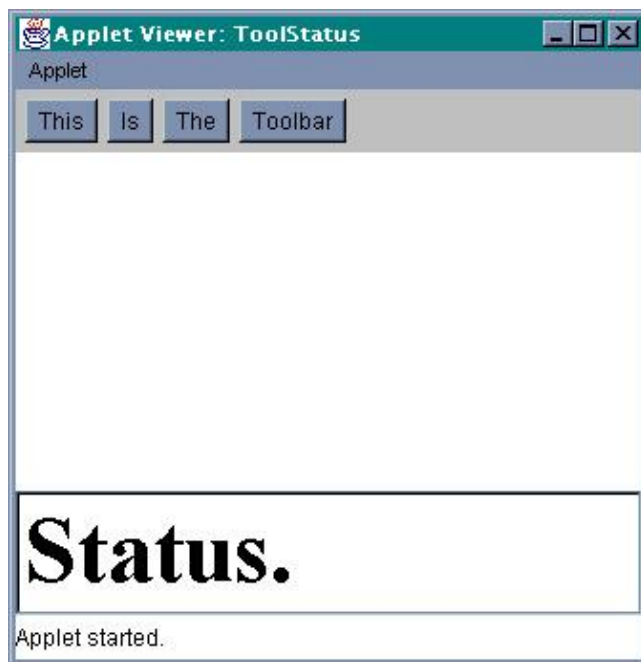 Applet Viewer: ToolStatus
Applet
This Is The Toolbar
Status.
Applet started.